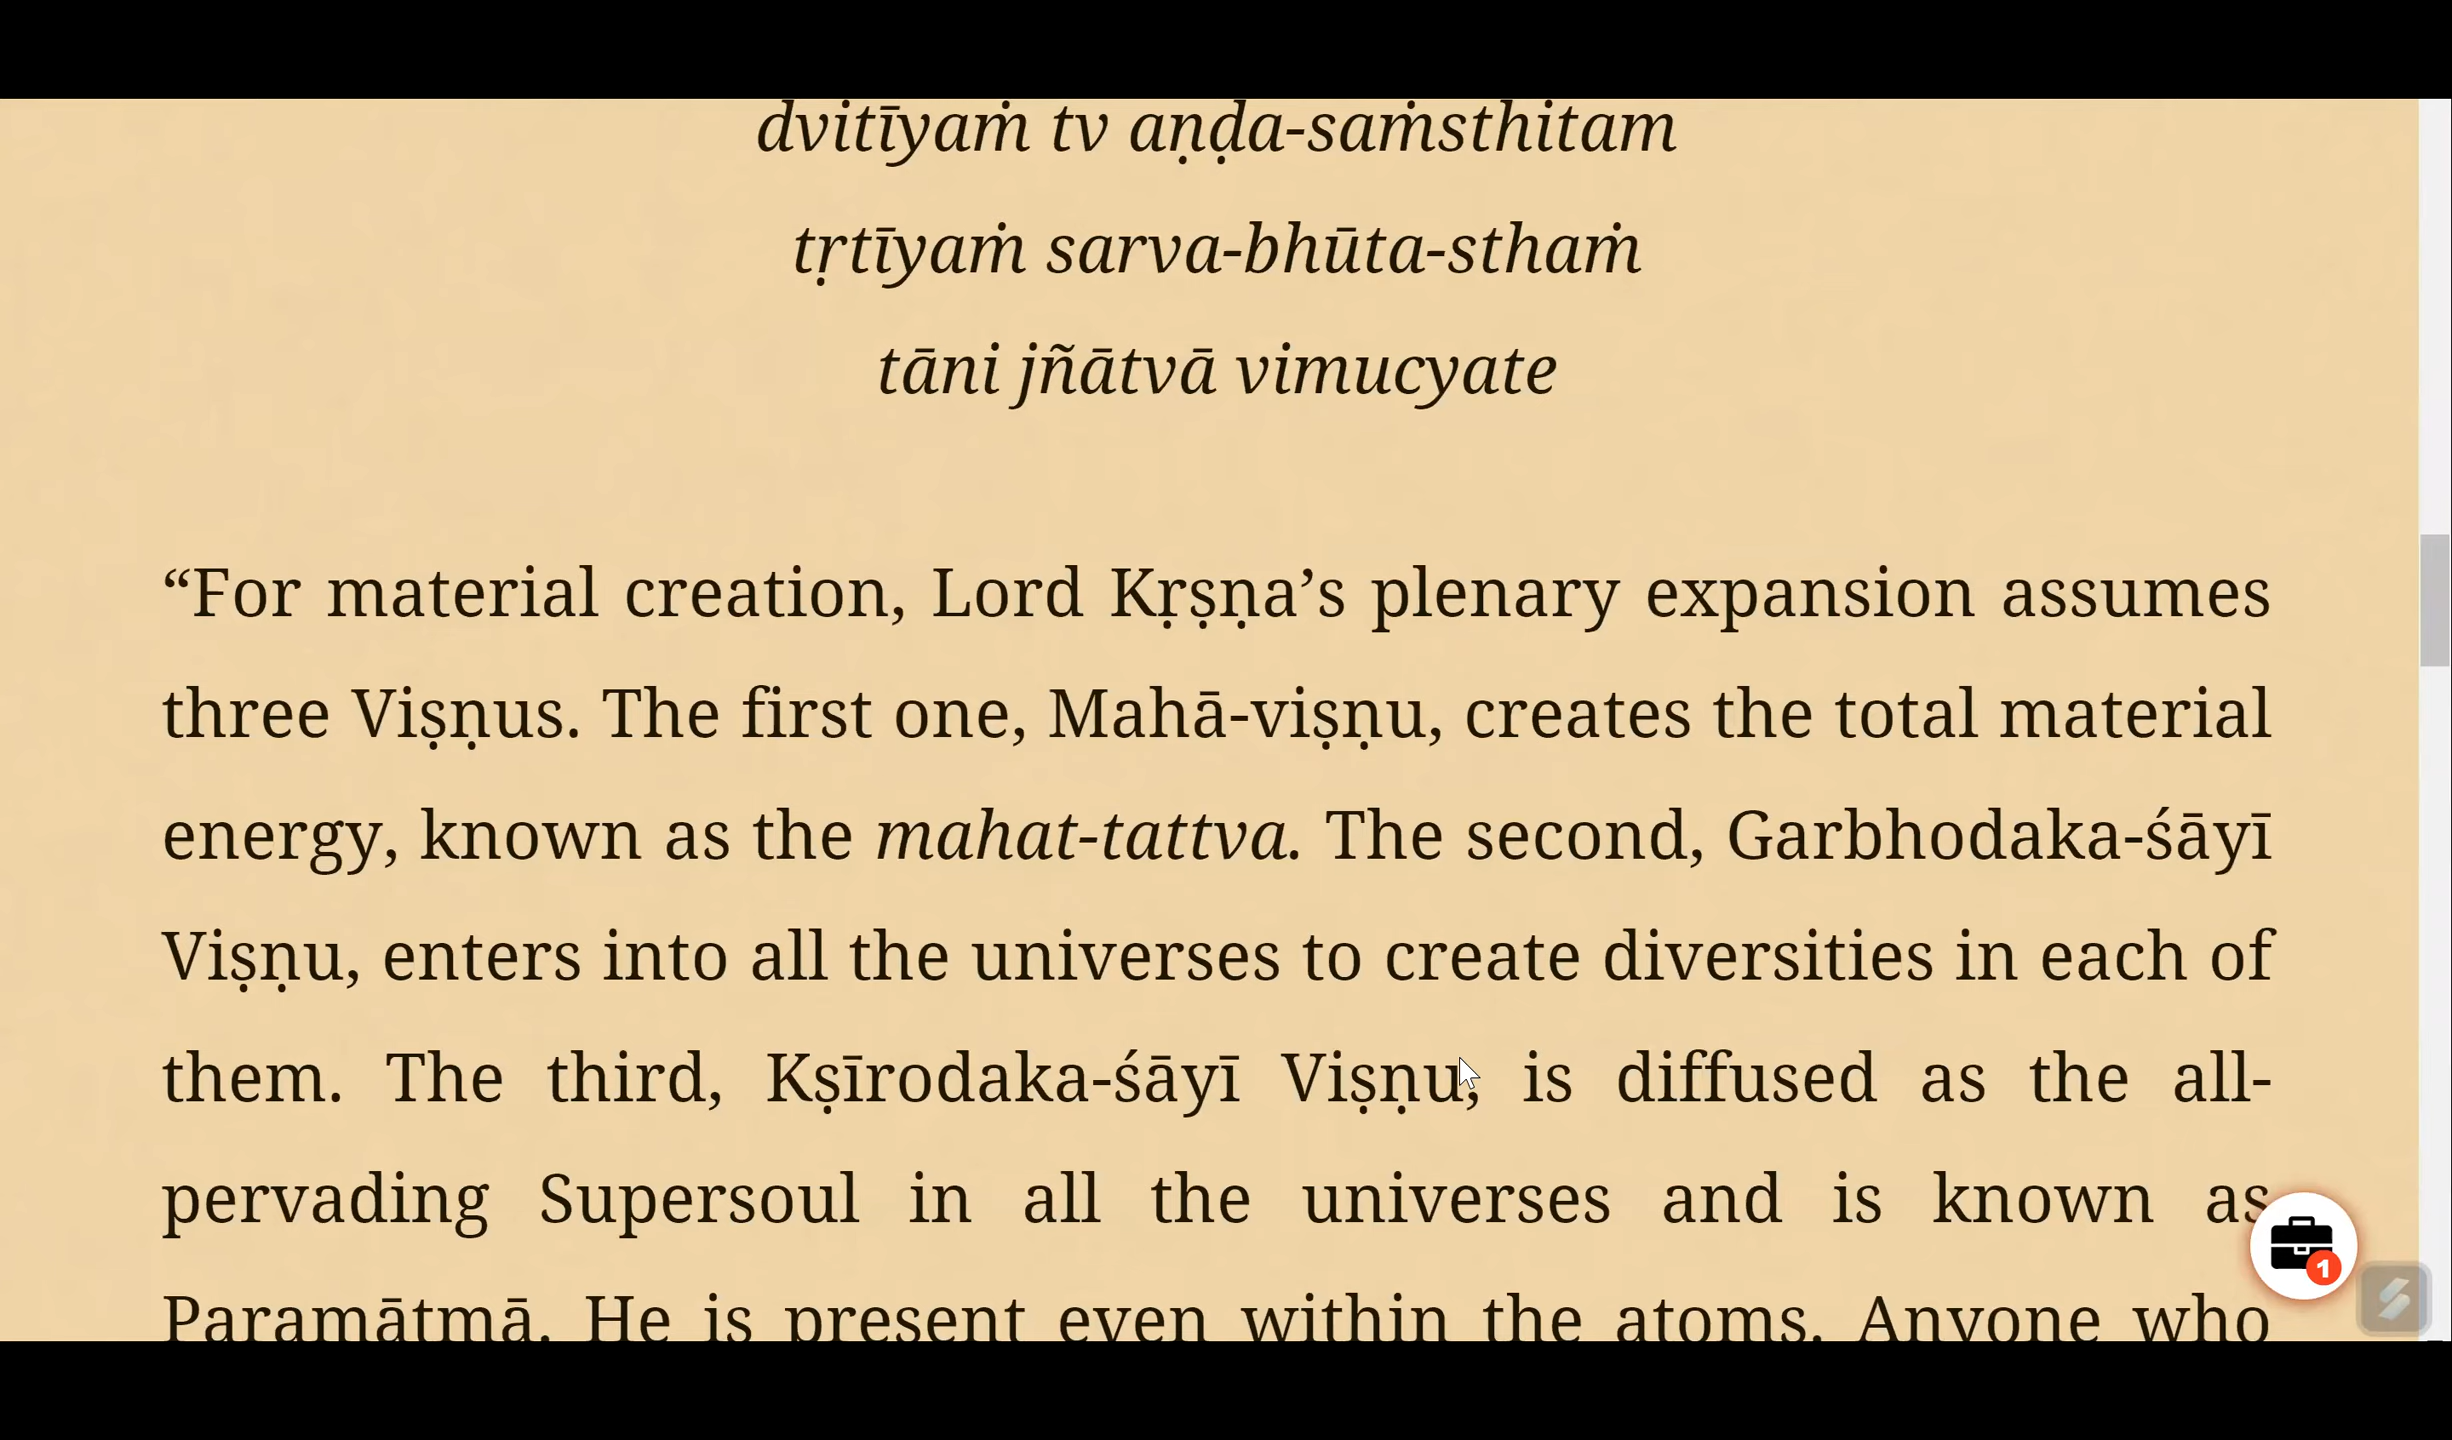 dvitīyaṁ tv aṇḍa-saṁsthitam
tṛtīyaṁ sarva-bhūta-sthaṁ
tāni jñātvā vimucyate
“For material creation, Lord Kṛṣṇa’s plenary expansion assumes
three Viṣṇus. The first one, Mahā-viṣṇu, creates the total material
energy, known as the mahat-tattva. The second, Garbhodaka-śāyī
Viṣṇu, enters into all the universes to create diversities in each of
them. The third, Kṣīrodaka-śāyī Viṣṇu, is diffused as the all-
pervading Supersoul in all the universes and is known as
Paramātmā. He is present even within the atoms. Anyone who
1